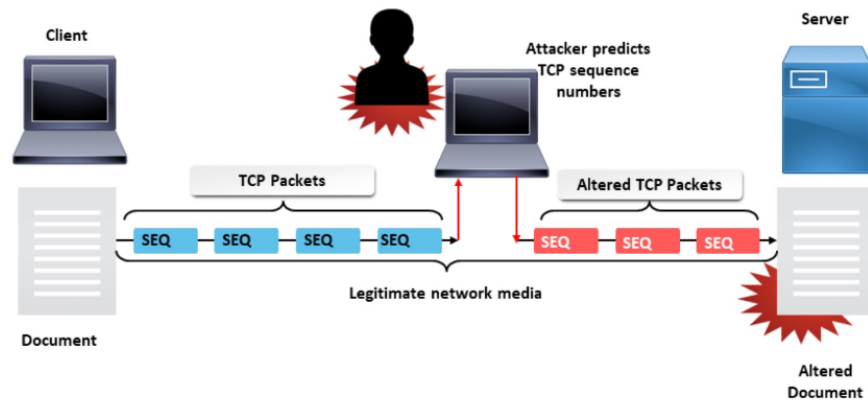 Client
Server
Attacker predicts
TCP sequence
numbers
TCP Packets
Altered TCP Packets
SEQ SEQ SEQ SEQ
SEQ SEQ SEQ
Legitimate network media
Document
Altered
Document